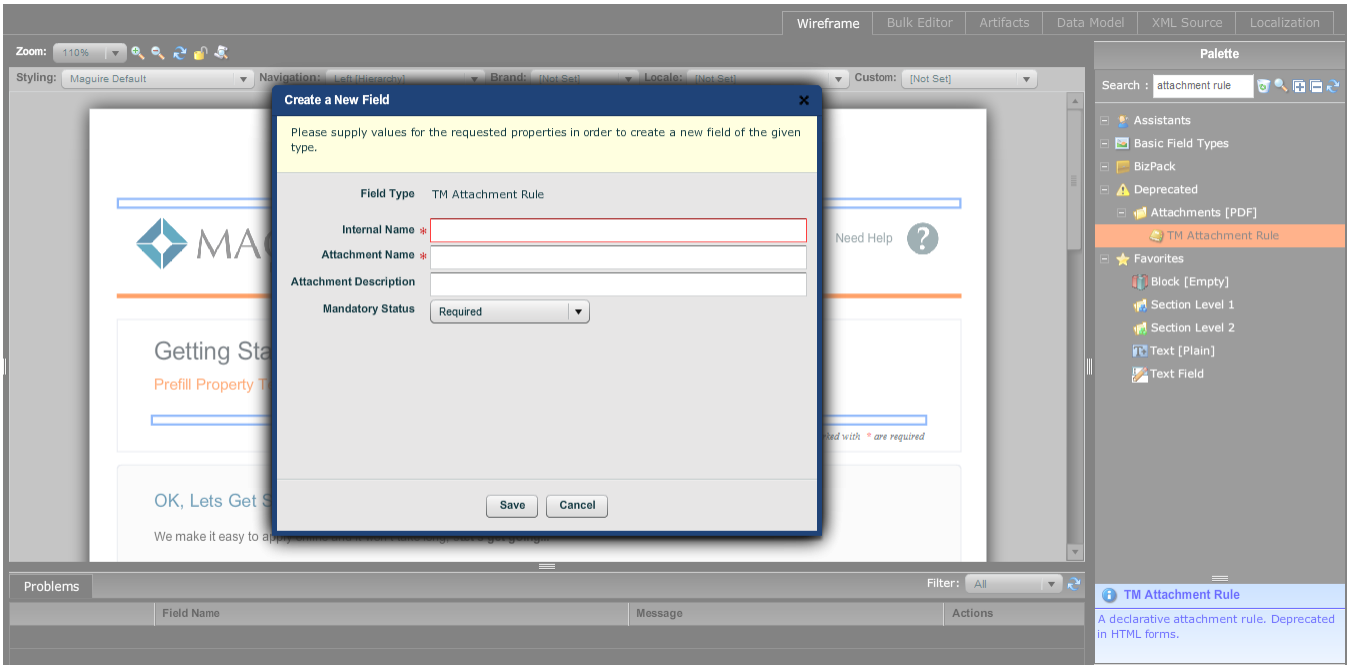 Wireframe
Bulk Editor
Artifacts
Data Model
XML Source
Localization
Zoom: 110%
Styling: Maguire Default
Navigation: Left [Hierarchy]
Brand: [Not Set]
Locale: [Not Set]
Custom: [Not Set]
Create a New Field
Please supply values for the requested properties in order to create a new field of the given
type.
Field Type TM Attachment Rule
Internal Name *
Attachment Name *
Attachment Description
Mandatory Status Required
Save Cancel
MA
Need Help ?
Getting Sta
Prefill Property T
ked with * are required
OK, Lets Get S
We make it easy to
Problems
Filter: All
Field Name Message Actions
Palette
Search : attachment rule
Assistants
Basic Field Types
BizPack
Deprecated
Attachments [PDF]
TM Attachment Rule
Favorites
Block [Empty]
Section Level 1
Section Level 2
Text [Plain]
Text Field
TM Attachment Rule
A declarative attachment rule. Deprecated
in HTML forms.